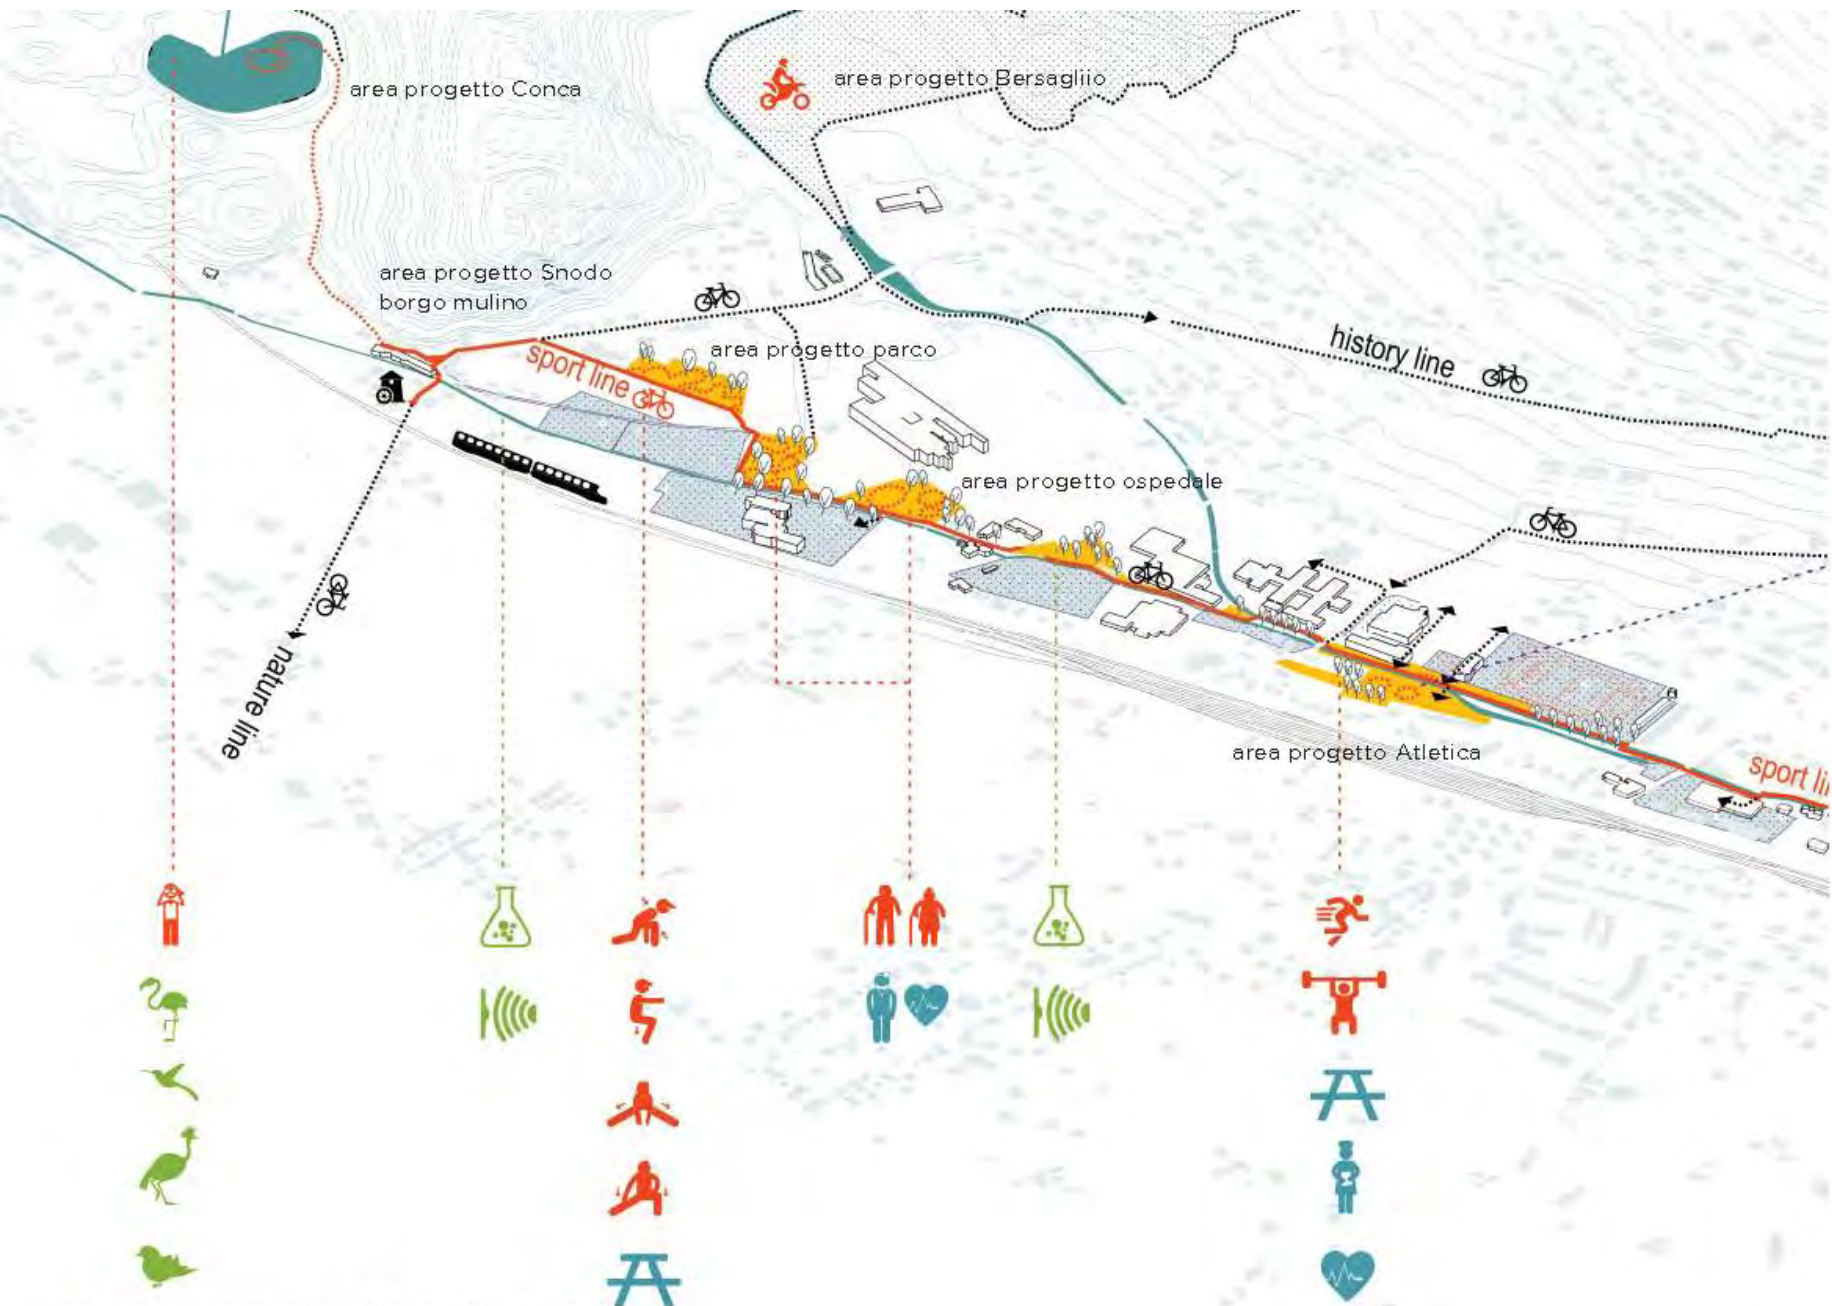 area progetto Conca
area progetto Bersagliio
area progetto Snodo
borgo mulino
history line
sport line
area progetto parco
area progetto ospedale
nature line
area progetto Atletica
sport li